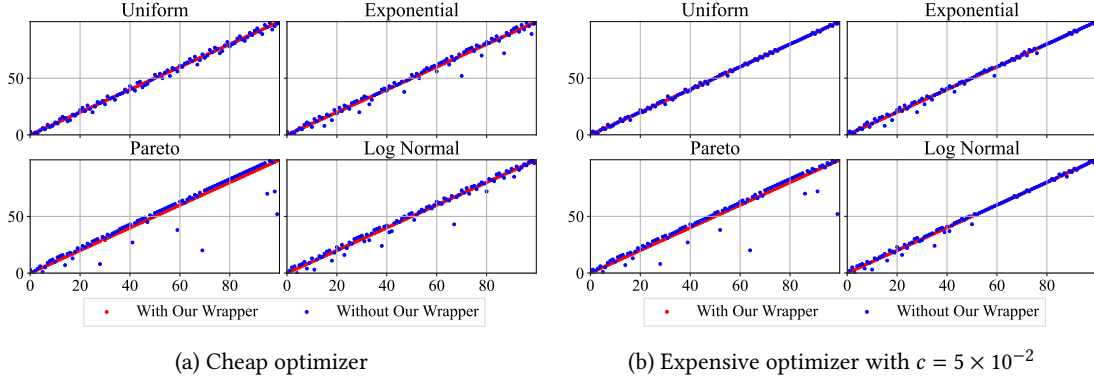 Uniform
Exponential
Uniform
Exponential
50
0
50
0
Pareto
Log Normal
Pareto
Log Normal
50
0
50
0
0 20 40 60 80
0 20 40 60 80
0 20 40 60 80
0 20 40 60 80
With Our Wrapper
Without Our Wrapper
With Our Wrapper
Without Our Wrapper
(a) Cheap optimizer
(b) Expensive optimizer with c = 5 × 10⁻²